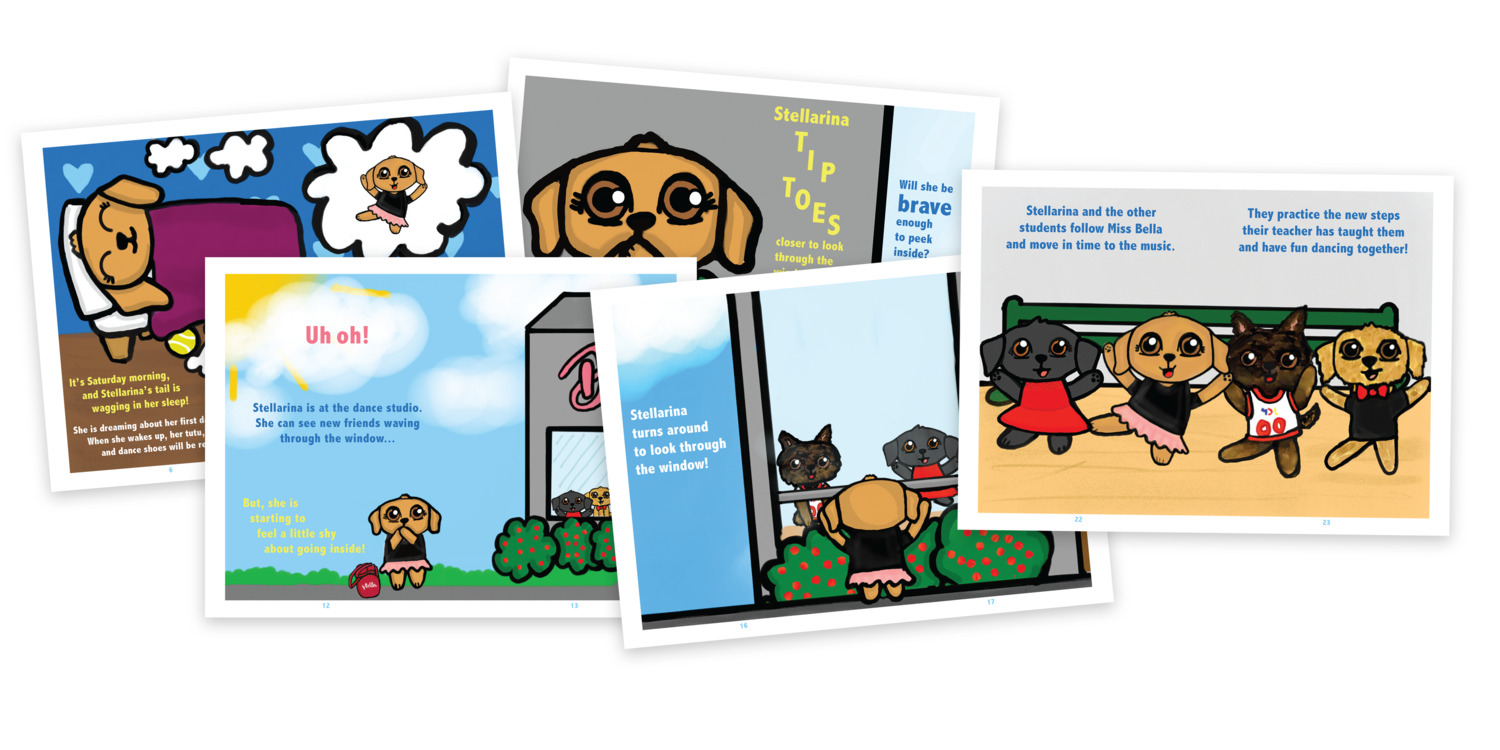 It's Saturday morning,
and Stellarina's tail is
wagging in her sleep!
She is dreaming about her first
When she wakes up, her tutu,
and dance shoes will be
6
Stellarina
TIP
TOES
closer to look
through the
Will she be
brave
enough
to peek
inside?
Uh oh!
Stellarina is at the dance studio.
She can see new friends waving
through the window...
But, she is
starting to
feel a little shy
about going inside!
Stella
12
13
Stellarina
turns around
to look through
the window!
16
17
Stellarina and the other
students follow Miss Bella
and move in time to the music.
They practice the new steps
their teacher has taught them
and have fun dancing together!
22
23